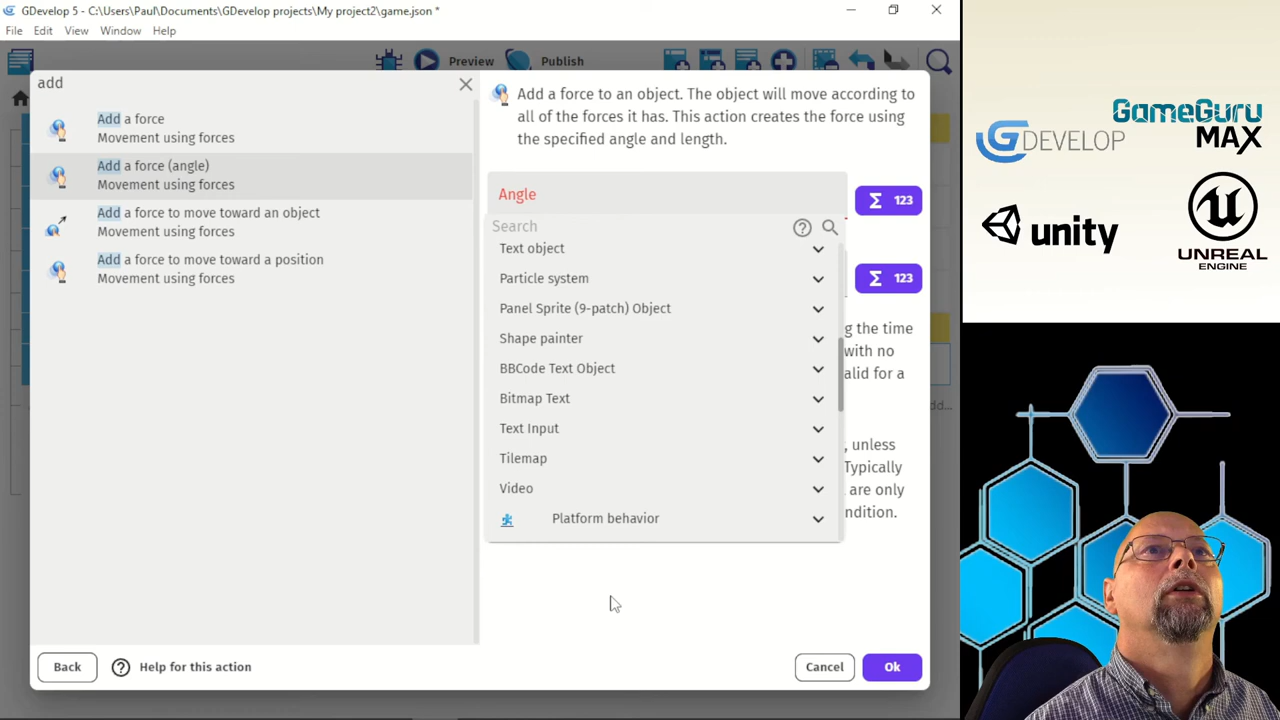 GDevelop 5 - C:\Users\Paul\Documents\GDevelop projects\My project2\game.json *
File Edit View Window Help
Preview Publish
add
Add a force
Movement using forces
Add a force (angle)
Movement using forces
Add a force to move toward an object
Movement using forces
Add a force to move toward a position
Movement using forces
Back
Help for this action
Add a force to an object. The object will move according to
all of the forces it has. This action creates the force using
the specified angle and length.
Angle
Σ 123
Search
Text object
Particle system
Σ 123
Panel Sprite (9-patch) Object
Shape painter
g the time
with no
BBCode Text Object
alid for a
Bitmap Text
Text Input
, unless
Tilemap
Typically
Video
are only
Platform behavior
ndition.
Cancel Ok
dd...
GDEVELOP
GameGuru
MAX
unity
UNREAL
ENGINE